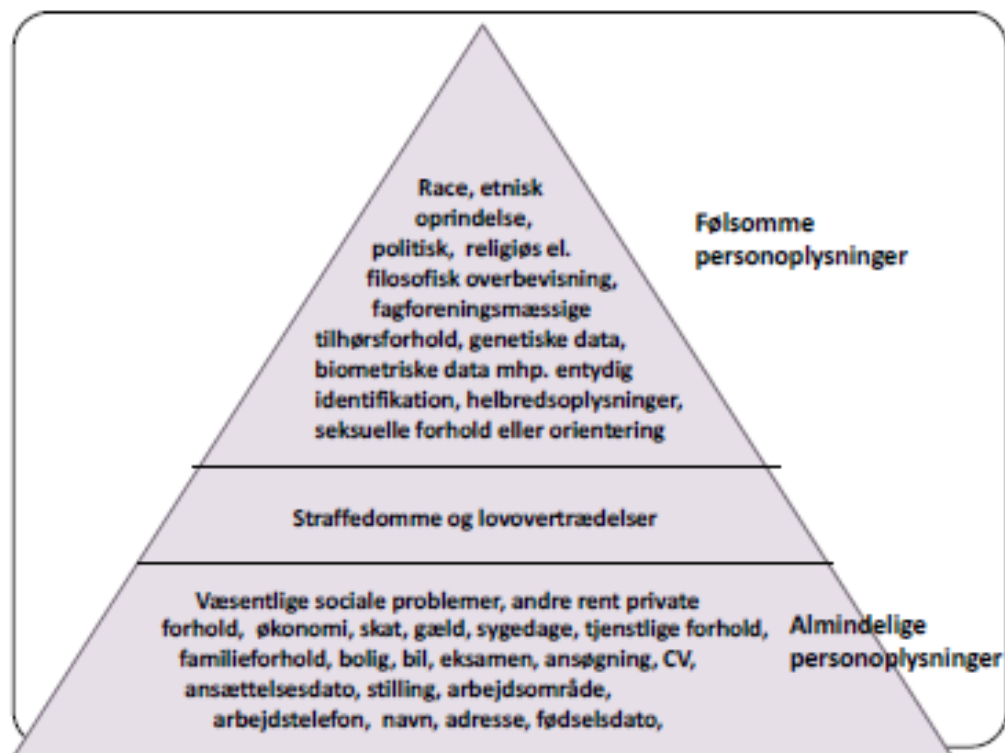 Race, etnisk
oprindelse,
politisk, religiøs el.
filosofisk overbevisning,
fagforeningsmæssige
tilhørsforhold, genetiske data,
biometriske data mhp. entydig
identifikation, helbredsoplysninger,
seksuelle forhold eller orientering
Følsomme
personoplysninger
Straffedomme og lovovertrædelser
Væsentlige sociale problemer, andre rent private
forhold, økonomi, skat, gæld, sygedage, tjenstlige forhold,
familieforhold, bolig, bil, eksamen, ansøgning, CV,
ansættelsesdato, stilling, arbejdsområde,
arbejdstelefon, navn, adresse, fødselsdato,
Almindelige
personoplysninger